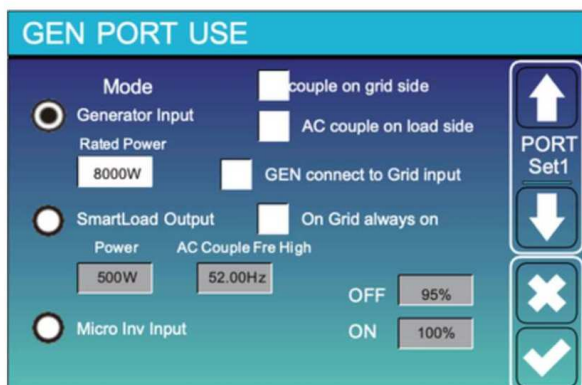 GEN PORT USE
Mode
couple on grid side
Generator Input
AC couple on load side
Rated Power
8000W
GEN connect to Grid input
SmartLoad Output
On Grid always on
Power
AC Couple Fre High
500W
52.00Hz
OFF
95%
Micro Inv Input
ON
100%
PORT
Set1